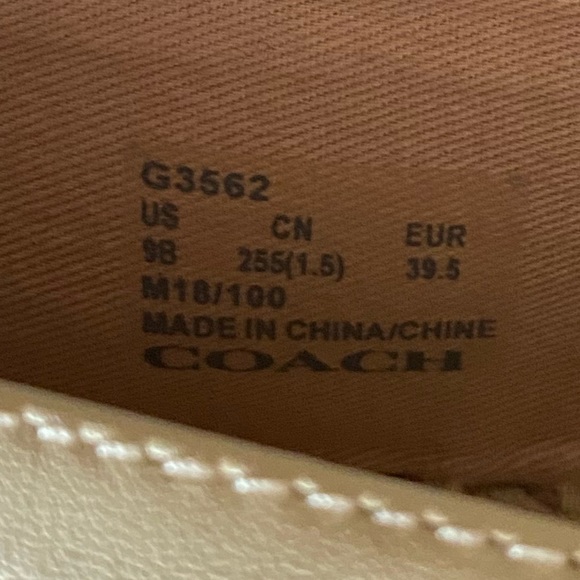 G3562
US CN EUR
9B 255(1.5) 39.5
M18/100
MADE IN CHINA/CHINE
COACH